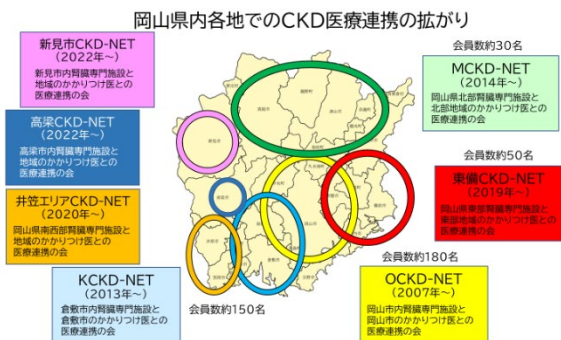 岡山県内各地でのCKD医療連携の拡がり
新見市CKD-NET
(2022年~)
新見市内腎臓専門施設と
地域のかかりつけ医との
医療連携の会
高梁CKD-NET
(2022年~)
高梁市内腎臓専門施設と
地域のかかりつけ医との
医療連携の会
井笠エリアCKD-NET
(2020年~)
岡山県南西部腎臓専門施設と
地域のかかりつけ医との
医療連携の会
KCKD-NET
(2013年~)
倉敷市内腎臓専門施設と
倉敷市のかかりつけ医との
医療連携の会
会員数約150名
会員数約30名
MCKD-NET
(2014年~)
岡山県北部腎臓専門施設と
北部地域のかかりつけ医との
医療連携の会
会員数約50名
東備CKD-NET
(2019年~)
岡山県東部腎臓専門施設と
東部地域のかかりつけ医との
医療連携の会
会員数約180名
OCKD-NET
(2007年~)
岡山市内腎臓専門施設と
岡山市のかかりつけ医との
医療連携の会